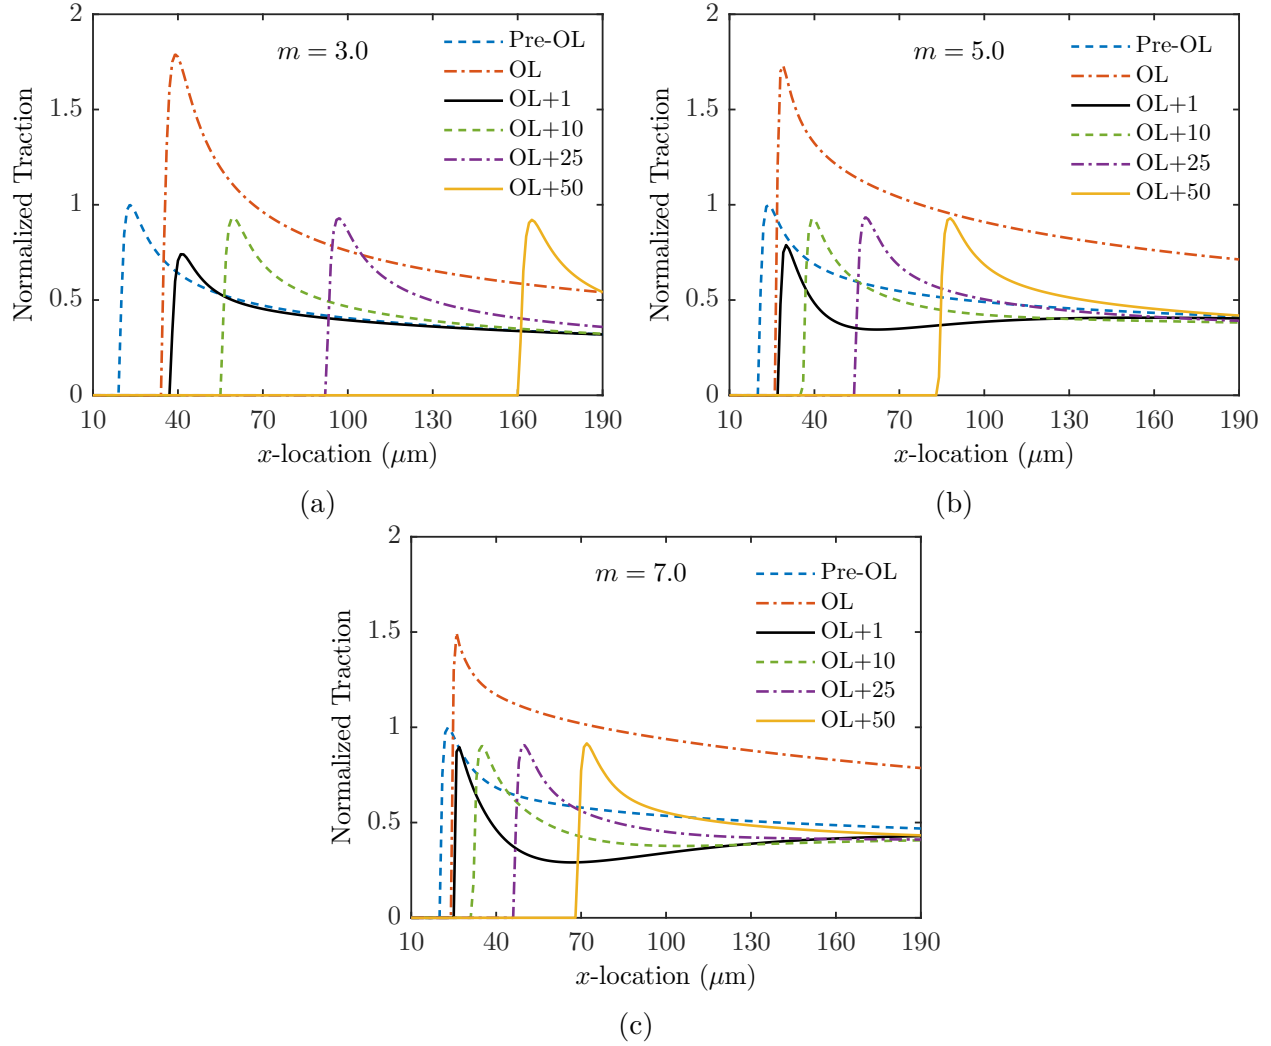 2
1.5
1
0.5
0
Normalized Traction
m = 3.0
Pre-OL
OL
OL+1
OL+10
OL+25
OL+50
10 40 70 100 130 160 190
x-location (μm)
(a)
2
1.5
1
0.5
0
Normalized Traction
m = 5.0
Pre-OL
OL
OL+1
OL+10
OL+25
OL+50
10 40 70 100 130 160 190
x-location (μm)
(b)
2
1.5
1
0.5
0
Normalized Traction
m = 7.0
Pre-OL
OL
OL+1
OL+10
OL+25
OL+50
10 40 70 100 130 160 190
x-location (μm)
(c)